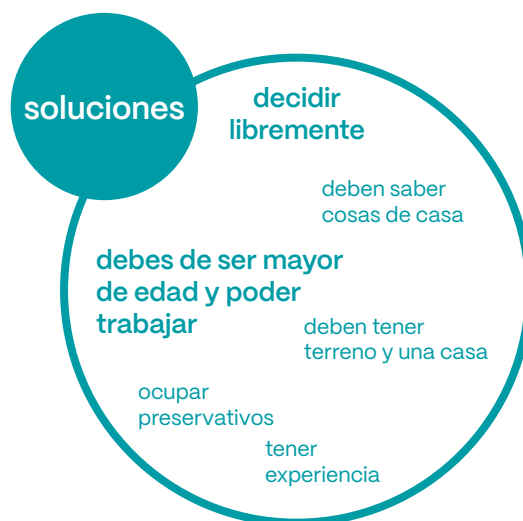 soluciones
decidir
libremente
deben saber
cosas de casa
debes de ser mayor
de edad y poder
trabajar
deben tener
terreno y una casa
ocupar
preservativos
tener
experiencia